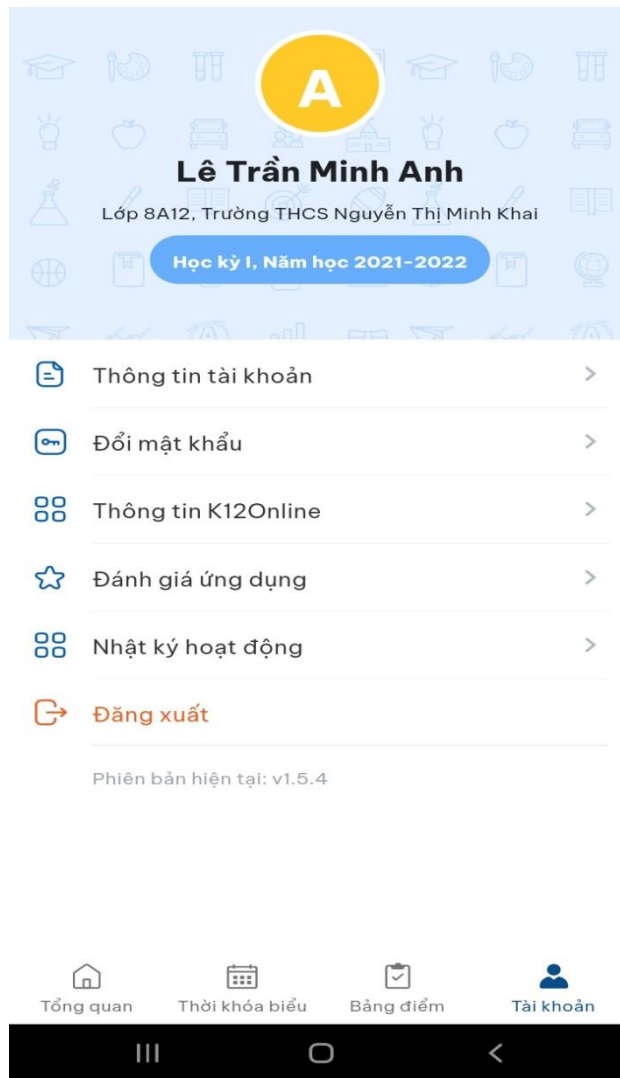 A
Lê Trần Minh Anh
Lớp 8A12, Trường THCS Nguyễn Thị Minh Khai
Học kỳ I, Năm học 2021-2022
Thông tin tài khoản
Đổi mật khẩu
Thông tin K12Online
Đánh giá ứng dụng
Nhật ký hoạt động
Đăng xuất
Phiên bản hiện tại: v1.5.4
Tổng quan Thời khóa biểu Bảng điểm Tài khoản